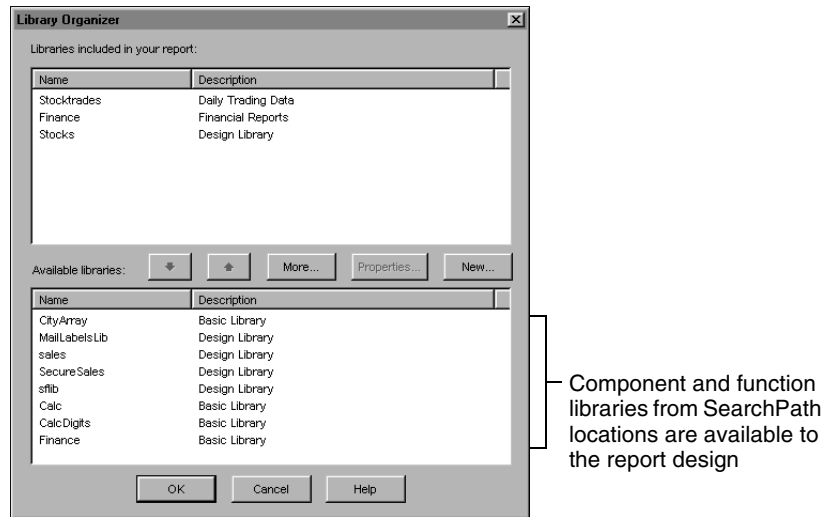 Library Organizer
Libraries included in your report:
Name Description
Stocktrades Daily Trading Data
Finance Financial Reports
Stocks Design Library
Available libraries: More... Properties... New...
Name Description
CityArray Basic Library
MailLabelsLib Design Library
sales Design Library
SecureSales Design Library
sflib Design Library
Calc Basic Library
CalcDigits Basic Library
Finance Basic Library
OK Cancel Help
Component and function
libraries from SearchPath
locations are available to
the report design